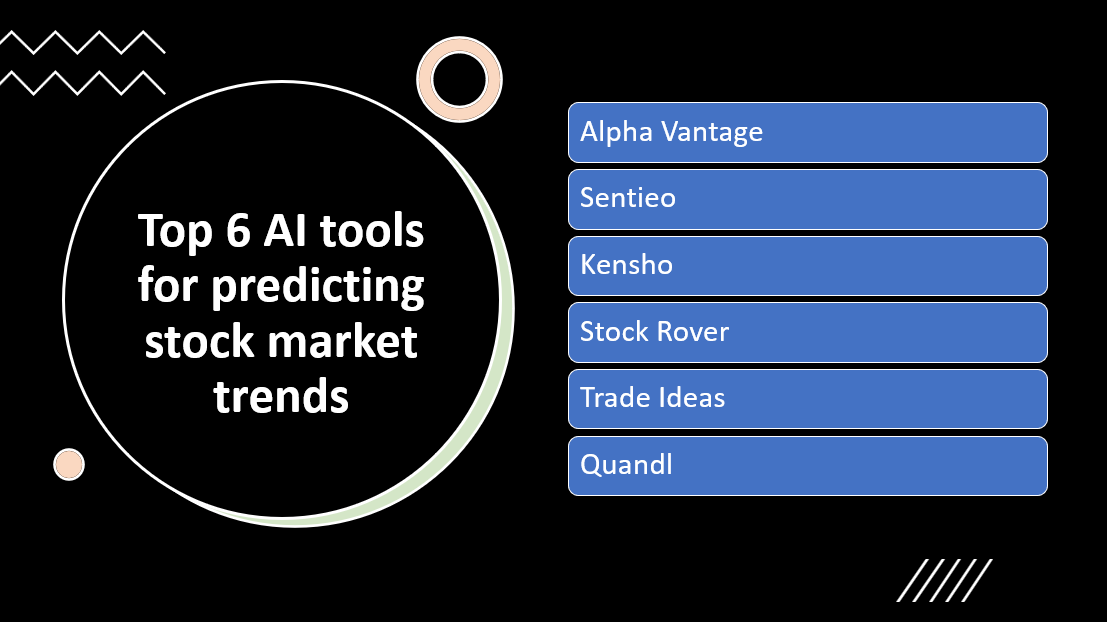 Top 6 AI tools
for predicting
stock market
trends
Alpha Vantage
Sentieo
Kensho
Stock Rover
Trade Ideas
Quandl